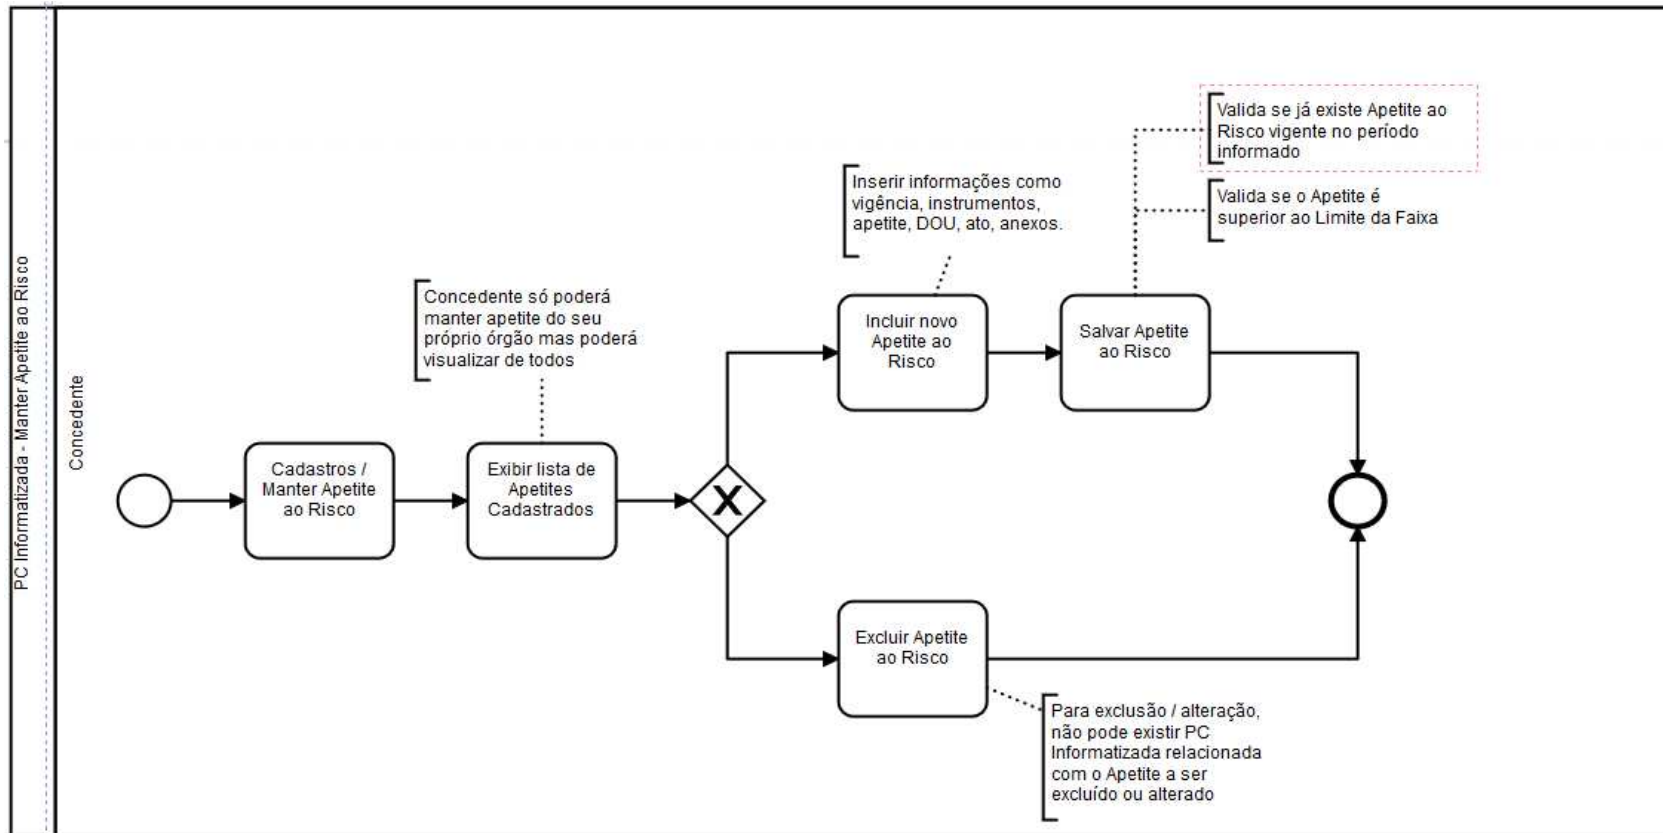 PC Informatizada - Manter Apetite ao Risco
Concedente
Cadastros /
Manter Apetite
ao Risco
Concedente só poderá
manter apetite do seu
próprio órgão mas poderá
visualizar de todos
Exibir lista de
Apetites
Cadastrados
X
Inserir informações como
vigência, instrumentos,
apetite, DOU, ato, anexos.
Incluir novo
Apetite ao
Risco
Valida se já existe Apetite ao
Risco vigente no período
informado
Valida se o Apetite é
superior ao Limite da Faixa
Salvar Apetite
ao Risco
Excluir Apetite
ao Risco
Para exclusão / alteração,
não pode existir PC
Informatizada relacionada
com o Apetite a ser
excluído ou alterado